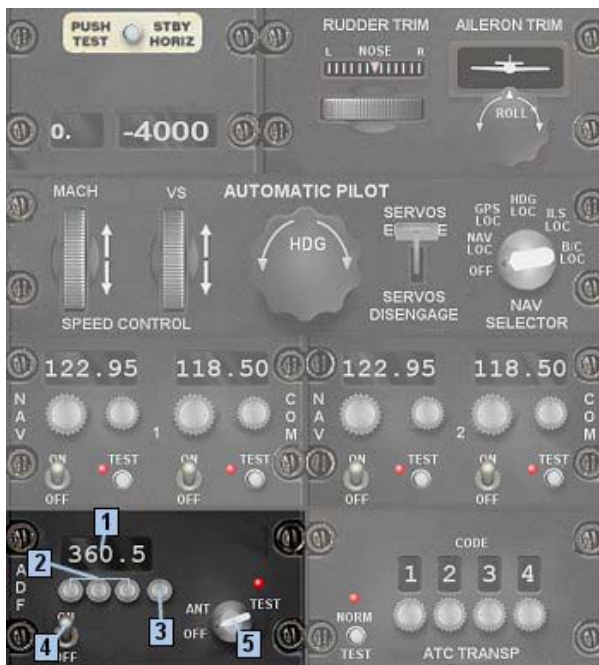 PUSH TEST
STBY HORIZ
0.
-4000
RUDDER TRIM
L NOSE R
AILERON TRIM
ROLL
AUTOMATIC PILOT
MACH
VS
SPEED CONTROL
HDG
SERVOS
SERVOS
DISENGAGE
GPS LOC
HDG LOC
ILS LOC
NAV LOC
B/C LOC
OFF
NAV
SELECTOR
122.95
118.50
NAV
1
COM
ON
OFF
TEST
ON
OFF
TEST
122.95
118.50
NAV
2
COM
ON
OFF
TEST
ON
OFF
TEST
ADF
1
360.5
2
3
4
ON
OFF
ANT
OFF
5
TEST
CODE
1 2 3 4
NORM
TEST
ATC TRANSP